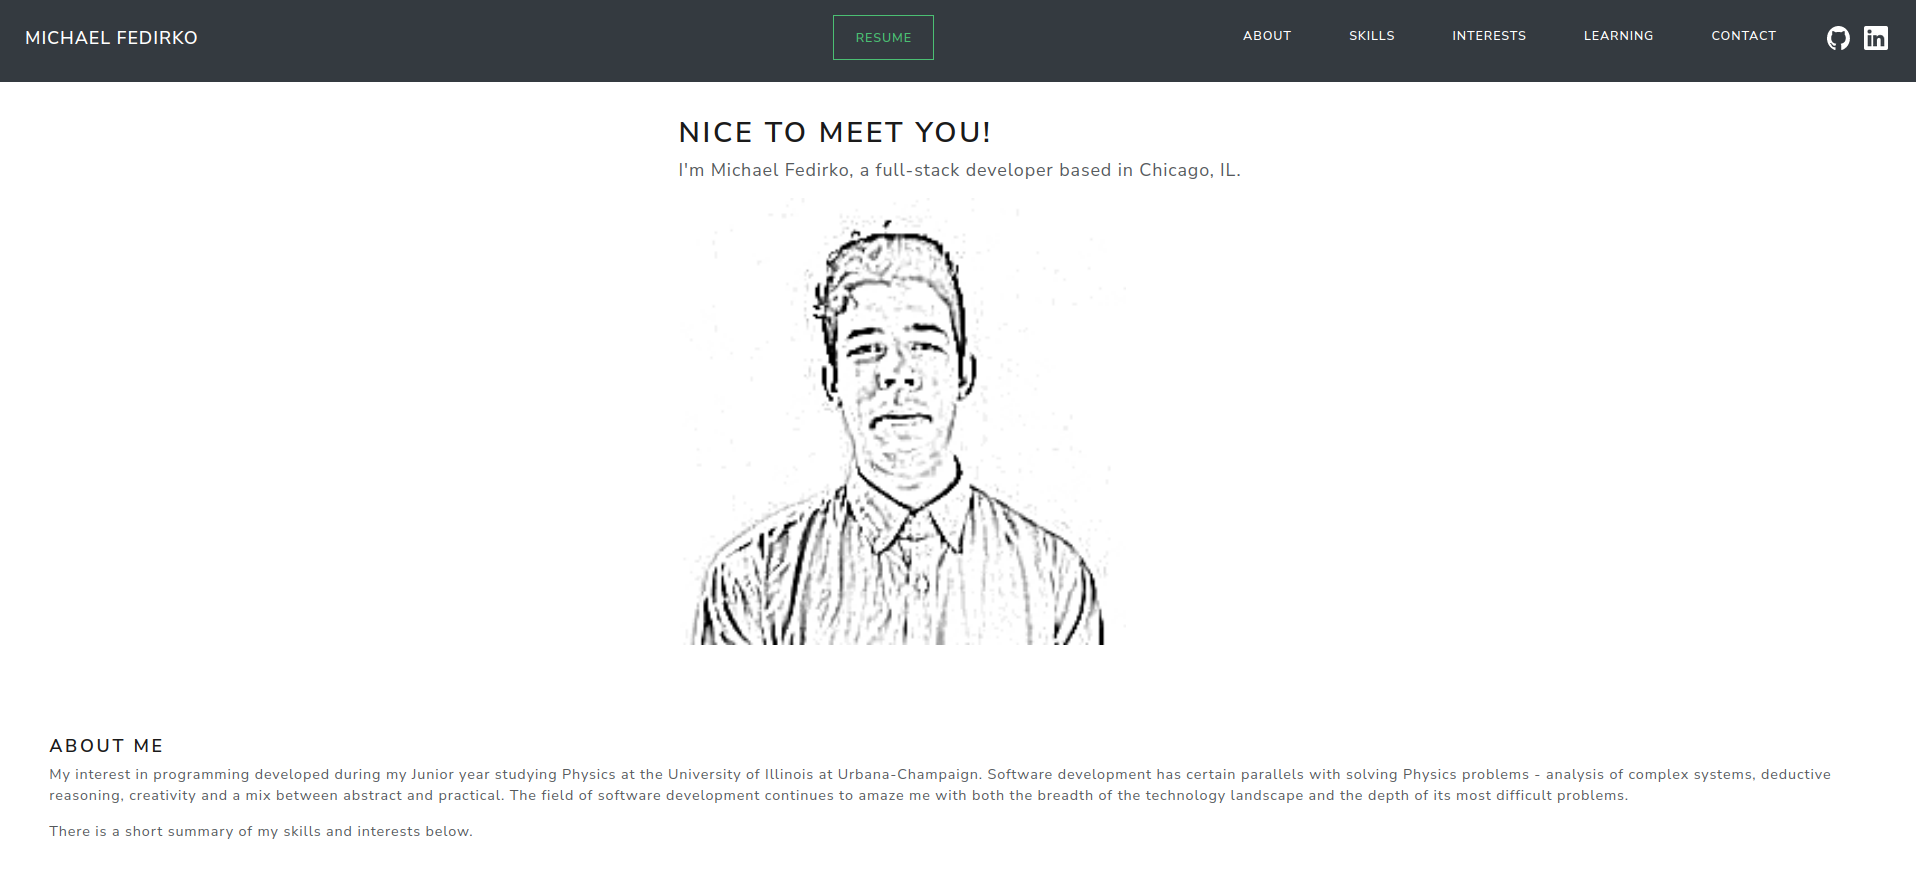 MICHAEL FEDIRKO
RESUME
ABOUT
SKILLS
INTERESTS
LEARNING
CONTACT
in
NICE TO MEET YOU!
I'm Michael Fedirko, a full-stack developer based in Chicago, IL.
ABOUT ME
My interest in programming developed during my Junior year studying Physics at the University of Illinois at Urbana-Champaign. Software development has certain parallels with solving Physics problems - analysis of complex systems, deductive
reasoning, creativity and a mix between abstract and practical. The field of software development continues to amaze me with both the breadth of the technology landscape and the depth of its most difficult problems.
There is a short summary of my skills and interests below.